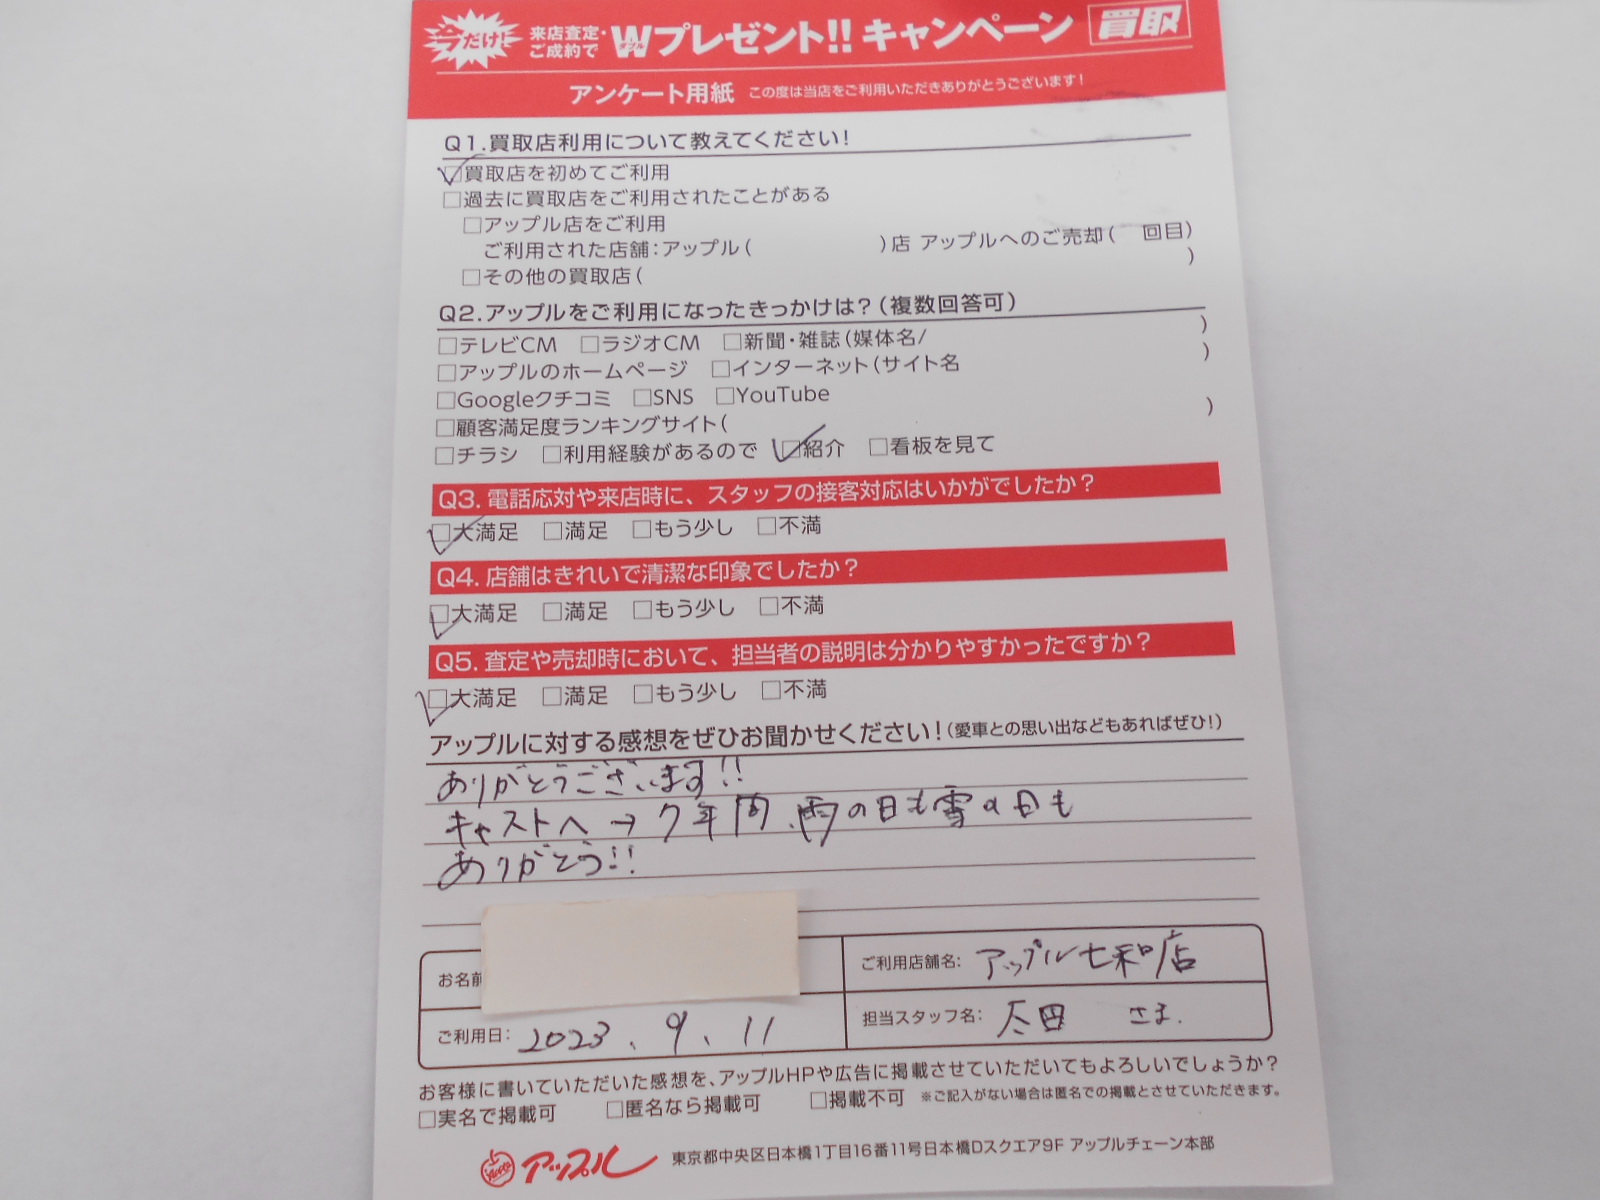 今だけ! 来店査定・ご成約で Wダブルプレゼント!! キャンペーン 買取
アンケート用紙 この度は当店をご利用いただきありがとうございます!
Q1.買取店利用について教えてください!
☑買取店を初めてご利用
□過去に買取店をご利用されたことがある
□アップル店をご利用
ご利用された店舗:アップル( )店 アップルへのご売却( 回目)
□その他の買取店( )
Q2.アップルをご利用になったきっかけは?(複数回答可)
□テレビCM □ラジオCM □新聞・雑誌(媒体名/ )
□アップルのホームページ □インターネット(サイト名 )
□Googleクチコミ □SNS □YouTube
□顧客満足度ランキングサイト( )
□チラシ □利用経験があるので ☑紹介 □看板を見て
Q3. 電話応対や来店時に、スタッフの接客対応はいかがでしたか?
☑大満足 □満足 □もう少し □不満
Q4. 店舗はきれいで清潔な印象でしたか?
☑大満足 □満足 □もう少し □不満
Q5. 査定や売却時において、担当者の説明は分かりやすかったですか?
☑大満足 □満足 □もう少し □不満
アップルに対する感想をぜひお聞かせください!(愛車との思い出などもあればぜひ!)
ありがとうございます!!
キャストへ→7年間、雨の日も雪の日も
ありがとう!!
お名前
ご利用店舗名: アップル七和店
ご利用日: 2023. 9. 11
担当スタッフ名: 太田 さま.
お客様に書いていただいた感想を、アップルHPや広告に掲載させていただいてもよろしいでしょうか?
□実名で掲載可 □匿名なら掲載可 □掲載不可 ※ご記入がない場合は匿名での掲載とさせていただきます。
アップル 東京都中央区日本橋1丁目16番11号日本橋Dスクエア9F アップルチェーン本部